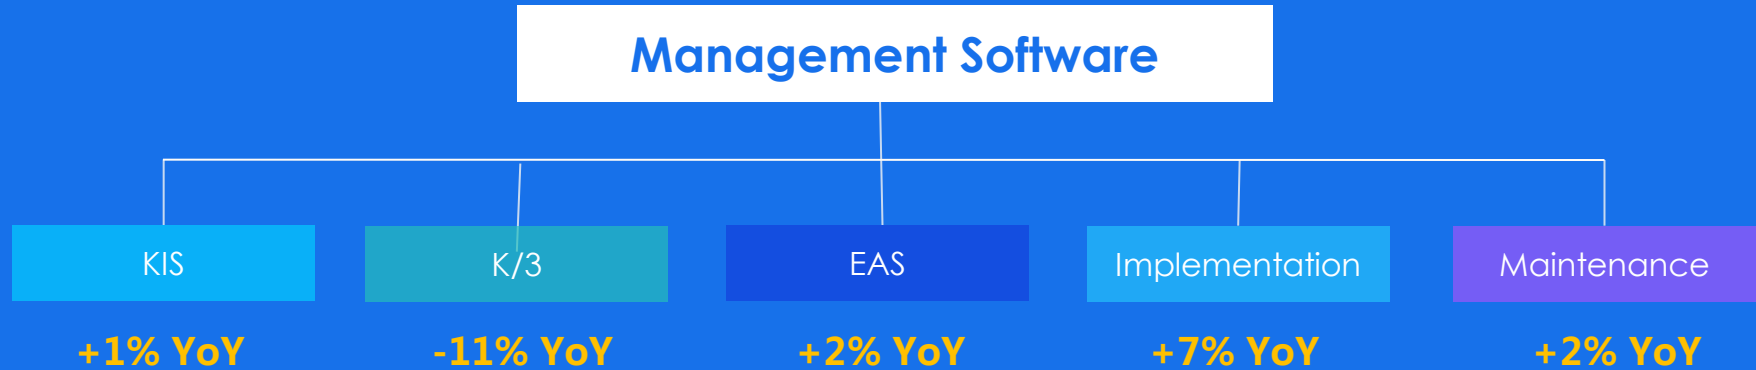 Management Software
KIS
K/3
EAS
Implementation
Maintenance
+1% YoY
-11% YoY
+2% YoY
+7% YoY
+2% YoY